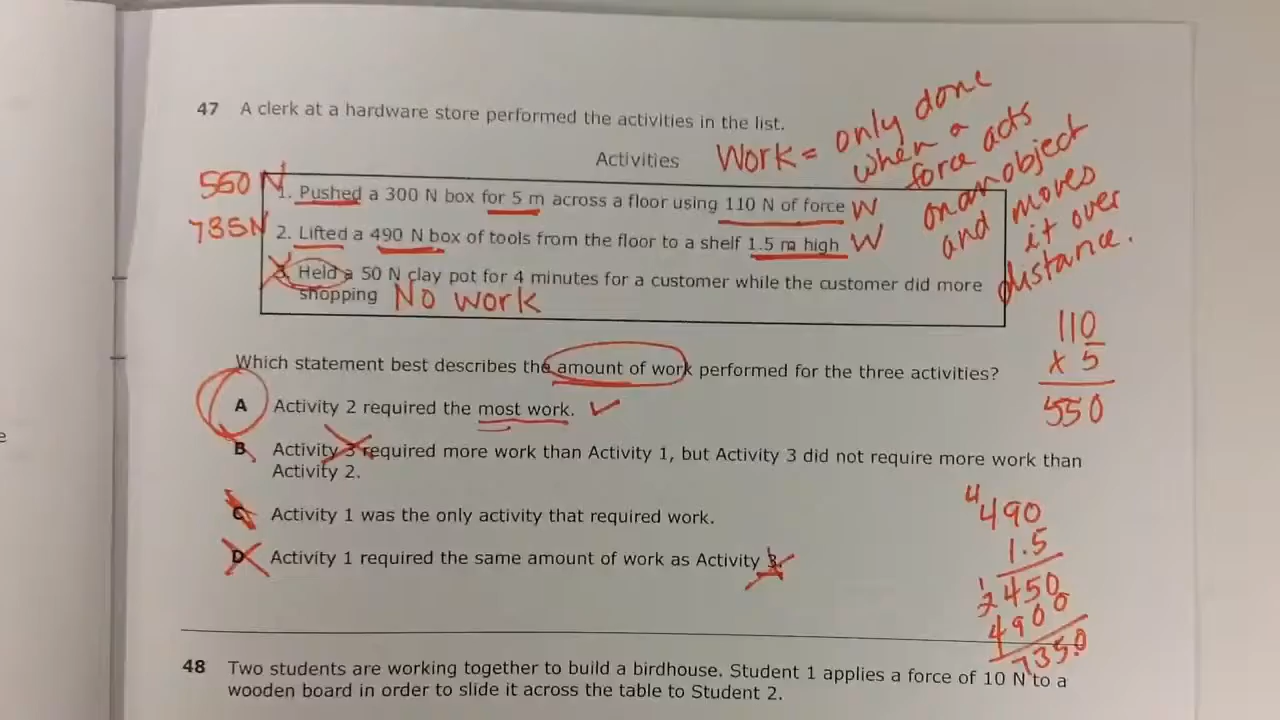 47 A clerk at a hardware store performed the activities in the list.
Activities
Work = only done
when a
force acts
on an object
and moves
it over
distance.
550 N
1. Pushed a 300 N box for 5 m across a floor using 110 N of force W
785N
2. Lifted a 490 N box of tools from the floor to a shelf 1.5 m high W
3. Held a 50 N clay pot for 4 minutes for a customer while the customer did more
shopping No work
110
x 5
550
Which statement best describes the amount of work performed for the three activities?
A Activity 2 required the most work. ✓
B Activity 3 required more work than Activity 1, but Activity 3 did not require more work than
Activity 2.
C Activity 1 was the only activity that required work.
D Activity 1 required the same amount of work as Activity 3.
4
490
1.5
1
2450
4900
1
735.0
48 Two students are working together to build a birdhouse. Student 1 applies a force of 10 N to a
wooden board in order to slide it across the table to Student 2.
e